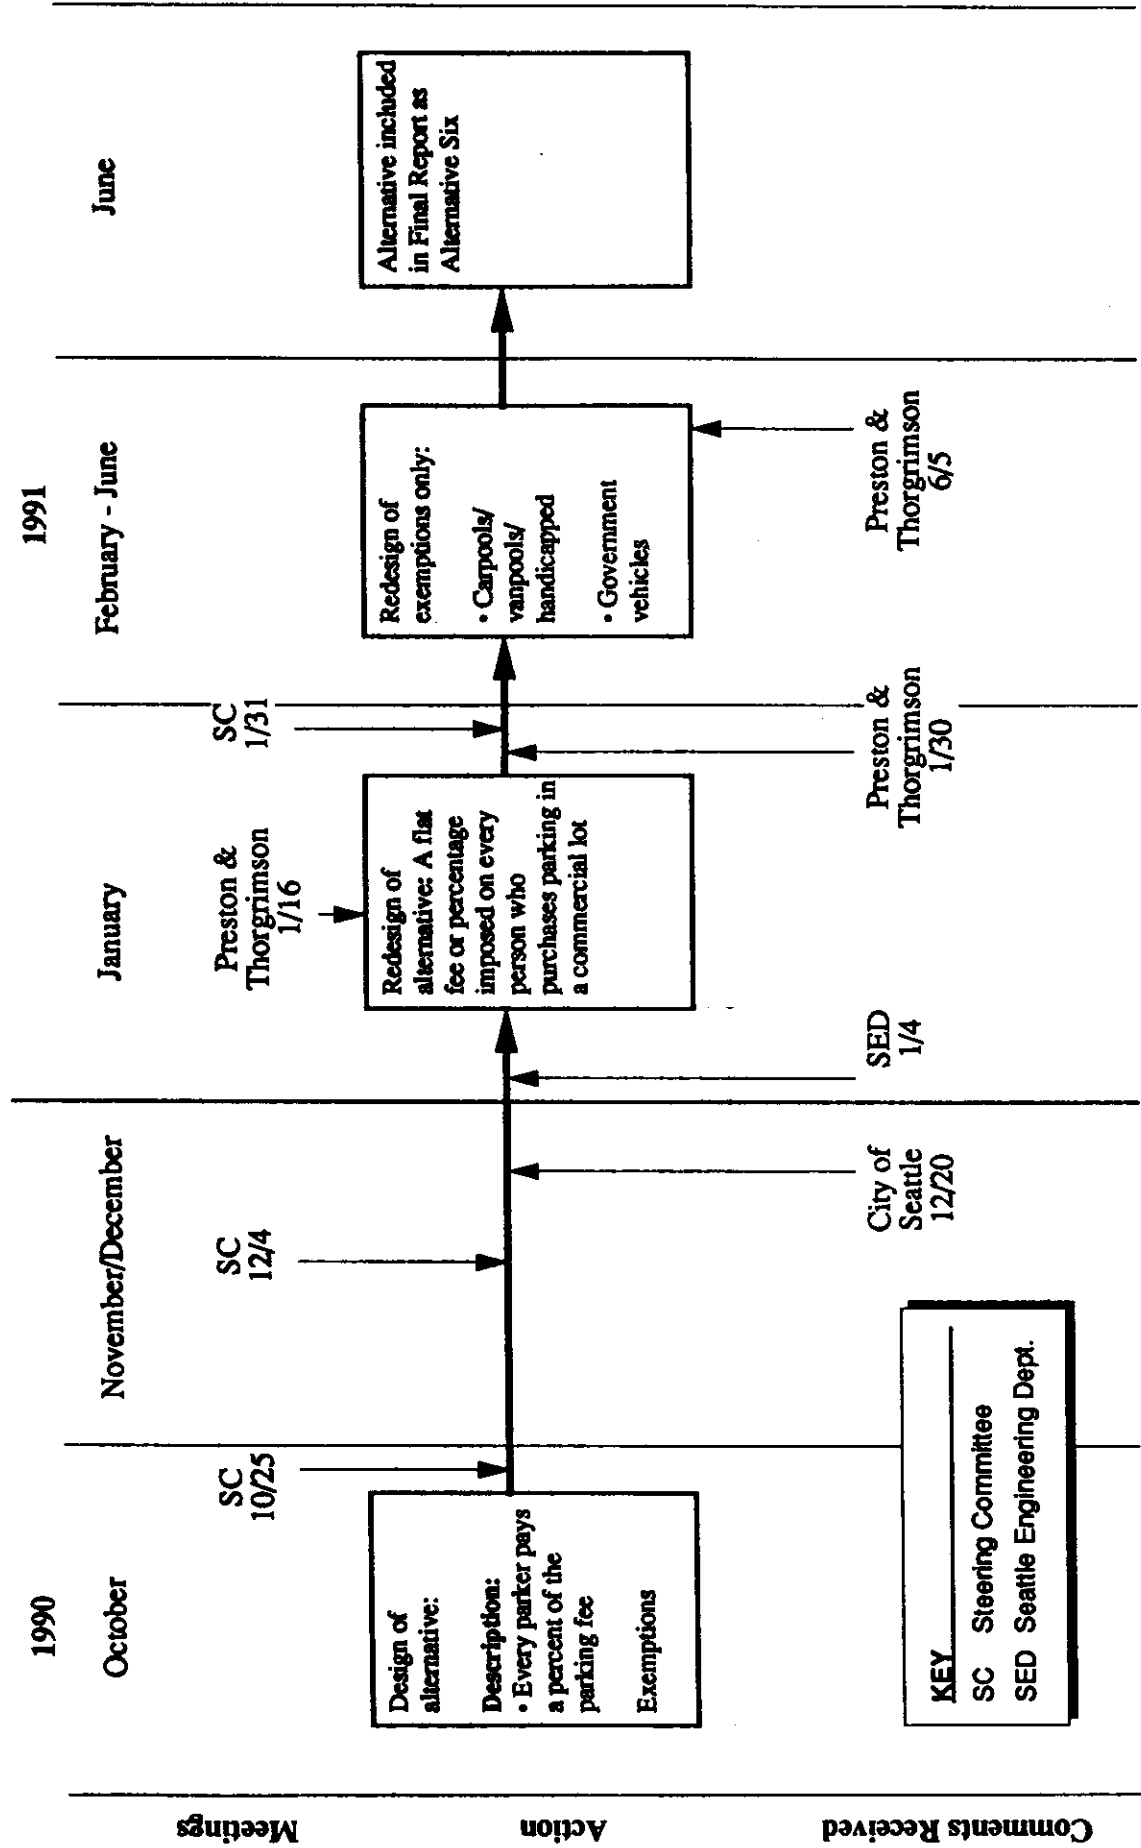 1990
1991
October
November/December
January
February - June
June
Meetings
SC
10/25
SC
12/4
Preston &
Thorgrimson
1/16
SC
1/31
Action
Design of
alternative:
Description:
• Every parker pays
a percent of the
parking fee
Exemptions
Redesign of
alternative: A flat
fee or percentage
imposed on every
person who
purchases parking in
a commercial lot
Redesign of
exemptions only:
• Carpools/
vanpools/
handicapped
• Government
vehicles
Alternative included
in Final Report as
Alternative Six
Comments Received
City of
Seattle
12/20
SED
1/4
Preston &
Thorgrimson
1/30
Preston &
Thorgrimson
6/5
KEY
SC Steering Committee
SED Seattle Engineering Dept.